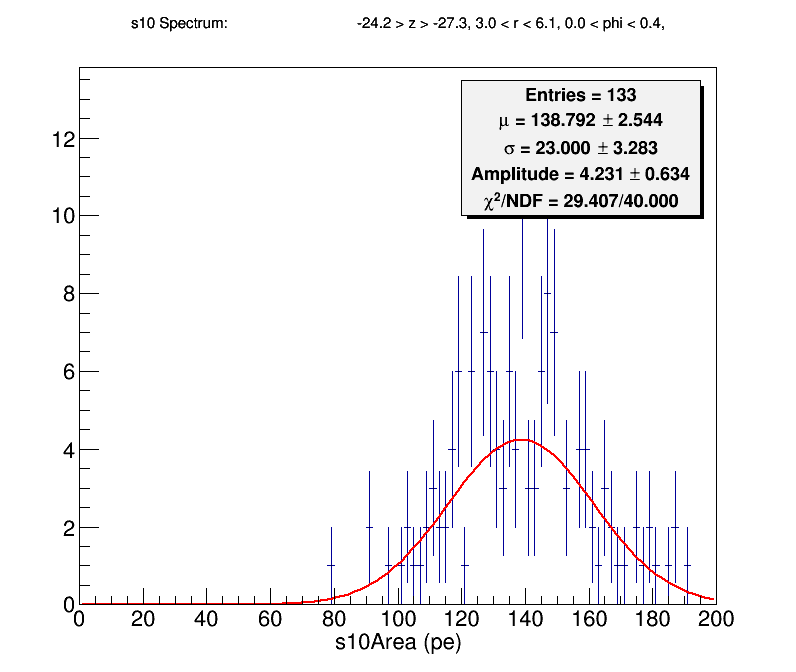 s10 Spectrum: -24.2 > z > -27.3, 3.0 < r < 6.1, 0.0 < phi < 0.4,
Entries = 133
μ = 138.792 ± 2.544
σ = 23.000 ± 3.283
Amplitude = 4.231 ± 0.634
χ²/NDF = 29.407/40.000
12
10
8
6
4
2
0
0 20 40 60 80 100 120 140 160 180 200
s10Area (pe)